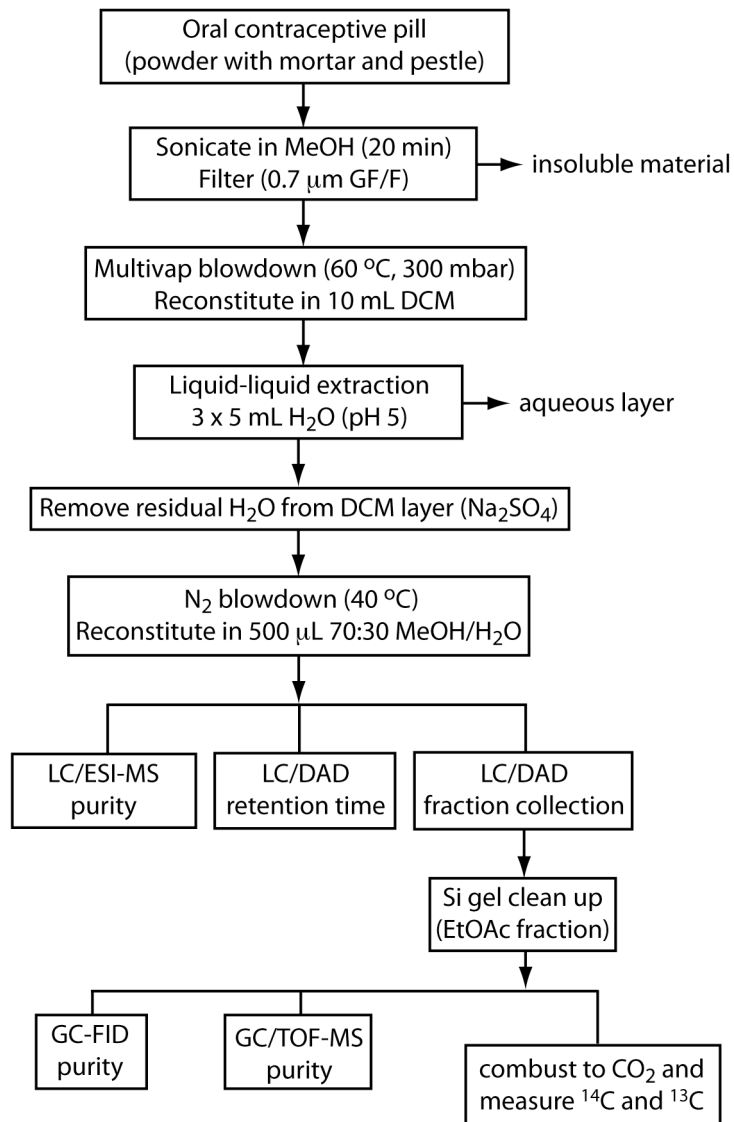 Oral contraceptive pill
(powder with mortar and pestle)
Sonicate in MeOH (20 min)
Filter (0.7 μm GF/F)
insoluble material
Multivap blowdown (60 ºC, 300 mbar)
Reconstitute in 10 mL DCM
Liquid-liquid extraction
3 x 5 mL H₂O (pH 5)
aqueous layer
Remove residual H₂O from DCM layer (Na₂SO₄)
N₂ blowdown (40 ºC)
Reconstitute in 500 μL 70:30 MeOH/H₂O
LC/ESI-MS
purity
LC/DAD
retention time
LC/DAD
fraction collection
Si gel clean up
(EtOAc fraction)
GC-FID
purity
GC/TOF-MS
purity
combust to CO₂ and
measure ¹⁴C and ¹³C